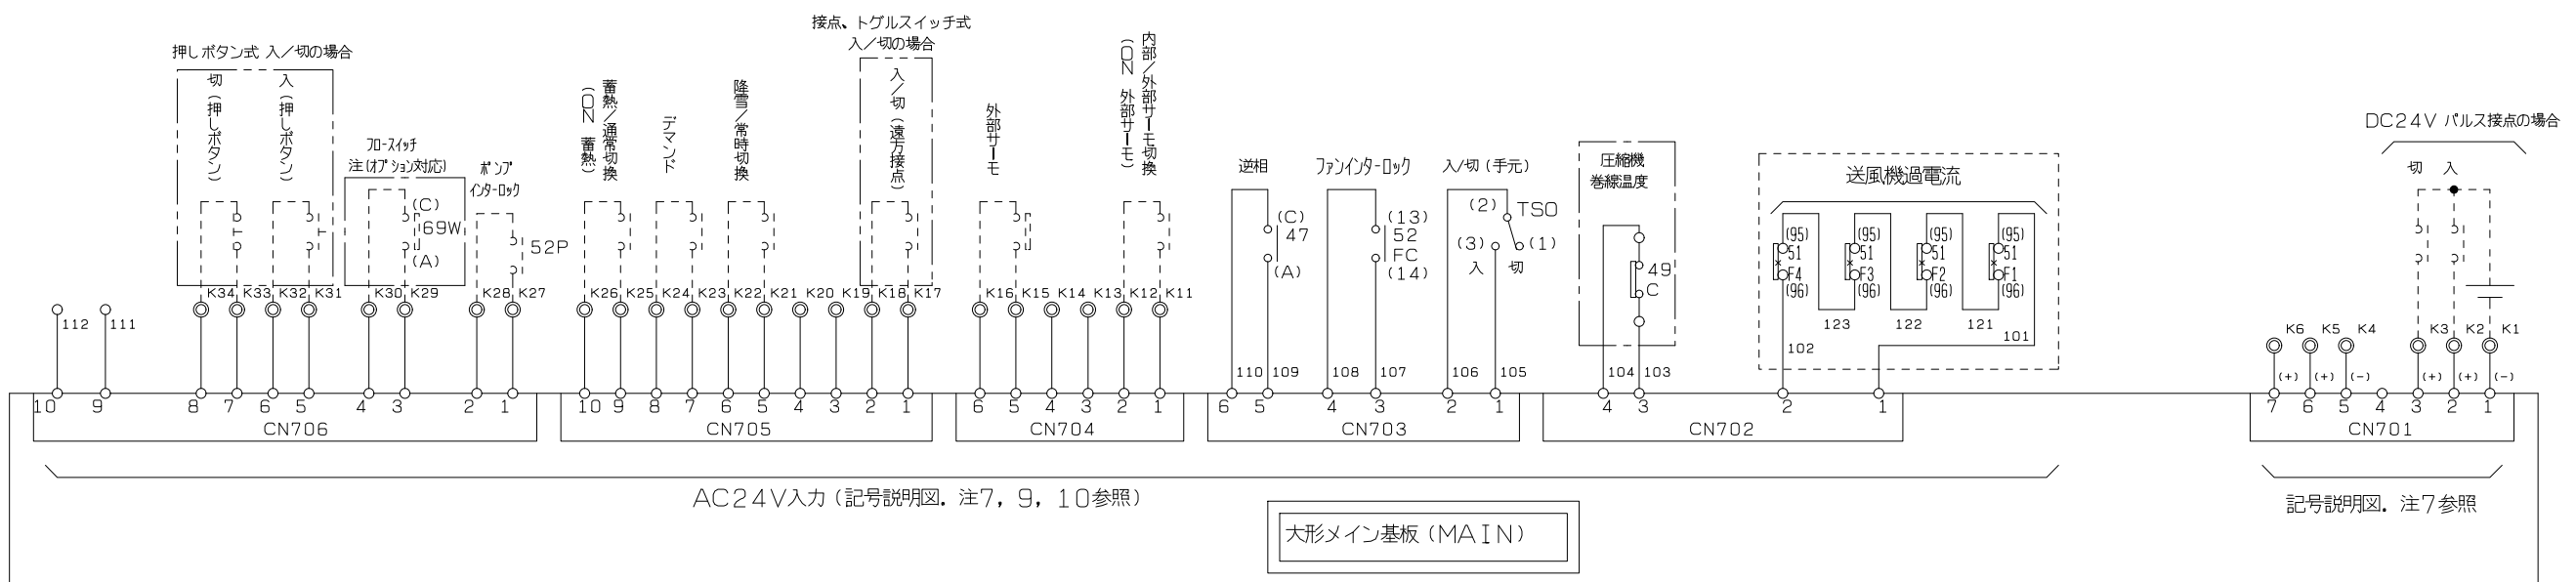 接点、トグルスイッチ式
入／切の場合
押しボタン式 入／切の場合
切（押しボタン）
入（押しボタン）
フロースイッチ
注(オプション対応)
ポンプ
インターロック
蓄熱／通常切換
（ON 蓄熱）
デマンド
降雪／常時切換
入／切（遠方接点）
外部サーモ
内部／外部サーモ切換
（ON 外部サーモ）
逆相
ファンインターロック
入/切（手元）
圧縮機
巻線温度
送風機過電流
DC24V パルス接点の場合
切 入
(C)
69W
(A)
52P
(C)
47
(A)
(13)
52
FC
(14)
(2) TSO
(3) (1)
入 切
49
C
(95) (95) (95) (95)
51 51 51 51
F4 F3 F2 F1
(96) (96) (96) (96)
123 122 121
101
102
112 111 K34 K33 K32 K31 K30 K29 K28 K27 K26 K25 K24 K23 K22 K21 K20 K19 K18 K17 K16 K15 K14 K13 K12 K11
K6 K5 K4 K3 K2 K1
110 109 108 107 106 105 104 103
(+) (+) (-) (+) (+) (-)
10 9 8 7 6 5 4 3 2 1
CN706
10 9 8 7 6 5 4 3 2 1
CN705
6 5 4 3 2 1
CN704
6 5 4 3 2 1
CN703
4 3 2 1
CN702
7 6 5 4 3 2 1
CN701
AC24V入力（記号説明図．注7，9，10参照）
記号説明図．注7参照
大形メイン基板（MAIN）